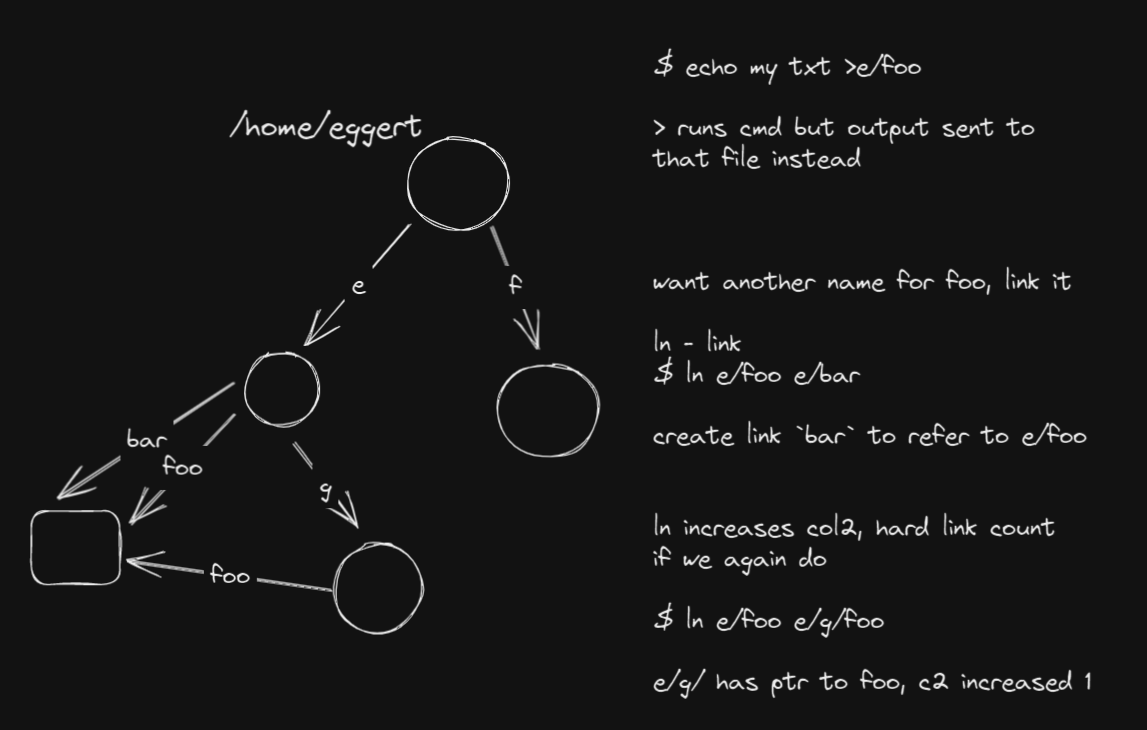 /home/eggert
e
f
bar
foo
g
foo
$ echo my txt >e/foo
> runs cmd but output sent to
that file instead
want another name for foo, link it
ln - link
$ ln e/foo e/bar
create link `bar` to refer to e/foo
ln increases col2, hard link count
if we again do
$ ln e/foo e/g/foo
e/g/ has ptr to foo, c2 increased 1